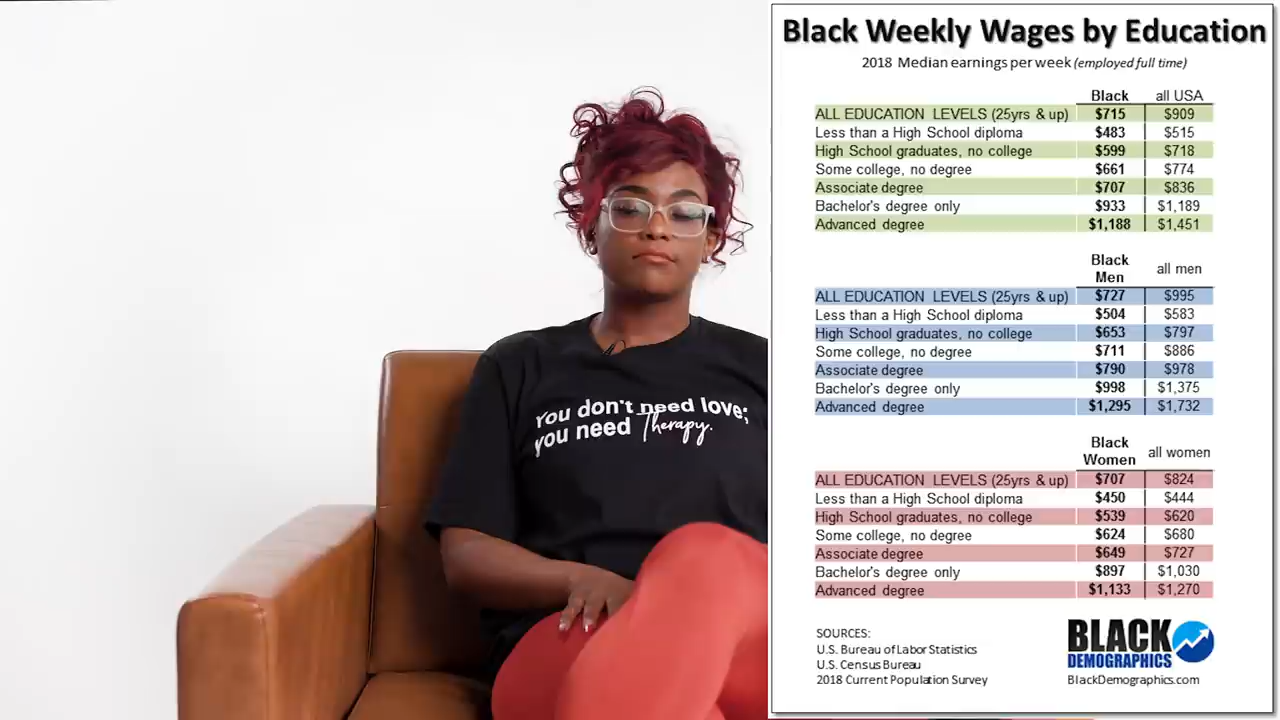 You don't need love;
you need Therapy.
Black Weekly Wages by Education
2018 Median earnings per week (employed full time)
Black all USA
ALL EDUCATION LEVELS (25yrs & up) $715 $909
Less than a High School diploma $483 $515
High School graduates, no college $599 $718
Some college, no degree $661 $774
Associate degree $707 $836
Bachelor's degree only $933 $1,189
Advanced degree $1,188 $1,451
Black
Men all men
ALL EDUCATION LEVELS (25yrs & up) $727 $995
Less than a High School diploma $504 $583
High School graduates, no college $653 $797
Some college, no degree $711 $886
Associate degree $790 $978
Bachelor's degree only $998 $1,375
Advanced degree $1,295 $1,732
Black
Women all women
ALL EDUCATION LEVELS (25yrs & up) $707 $824
Less than a High School diploma $450 $444
High School graduates, no college $539 $620
Some college, no degree $624 $680
Associate degree $649 $727
Bachelor's degree only $897 $1,030
Advanced degree $1,133 $1,270
SOURCES:
U.S. Bureau of Labor Statistics
U.S. Census Bureau
2018 Current Population Survey
BLACK
DEMOGRAPHICS
BlackDemographics.com